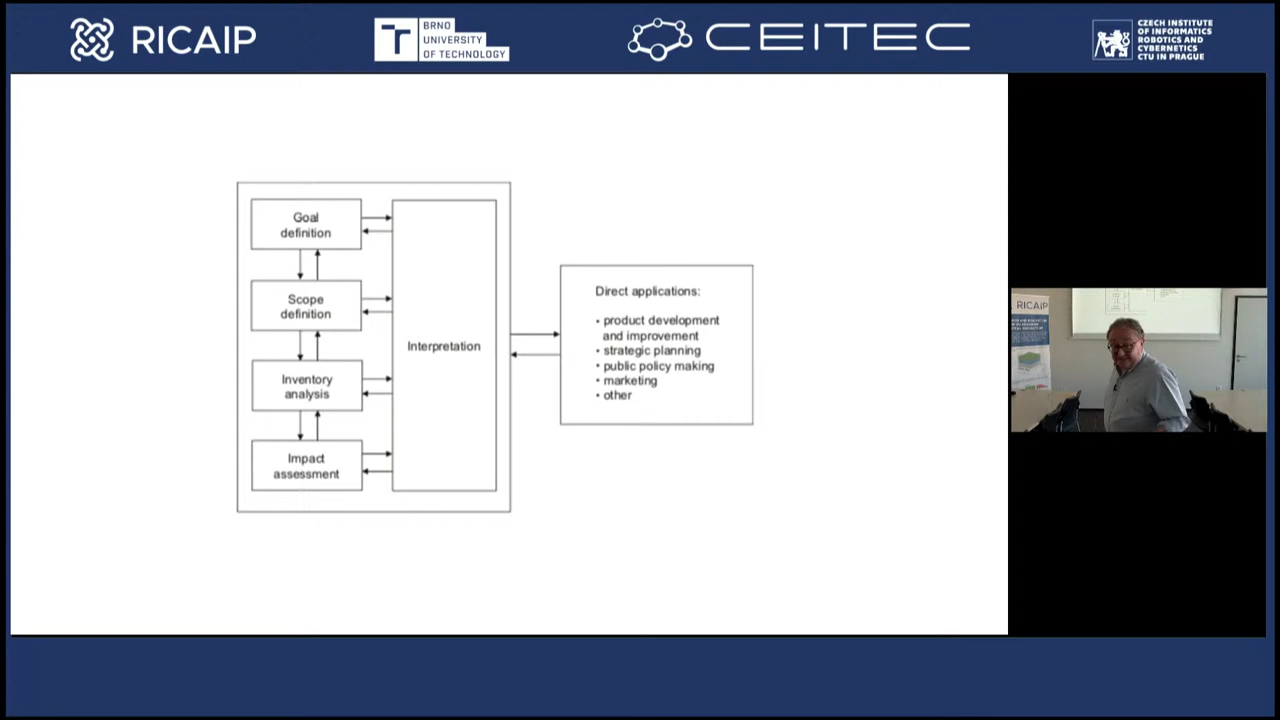 RICAIP
BRNO
UNIVERSITY
OF TECHNOLOGY
CEITEC
CZECH INSTITUTE
OF INFORMATICS
ROBOTICS AND
CYBERNETICS
CTU IN PRAGUE
Goal
definition
Scope
definition
Inventory
analysis
Impact
assessment
Interpretation
Direct applications:
• product development
and improvement
• strategic planning
• public policy making
• marketing
• other
RICAIP